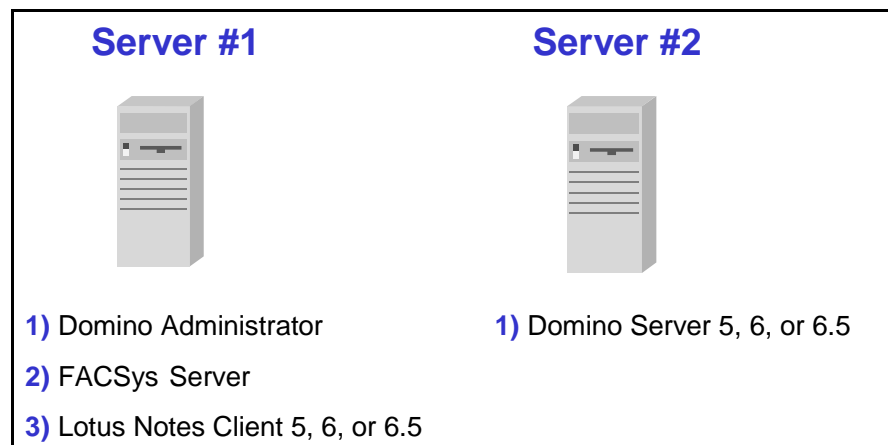 Server #1
Server #2
1) Domino Administrator
2) FACSys Server
3) Lotus Notes Client 5, 6, or 6.5
1) Domino Server 5, 6, or 6.5